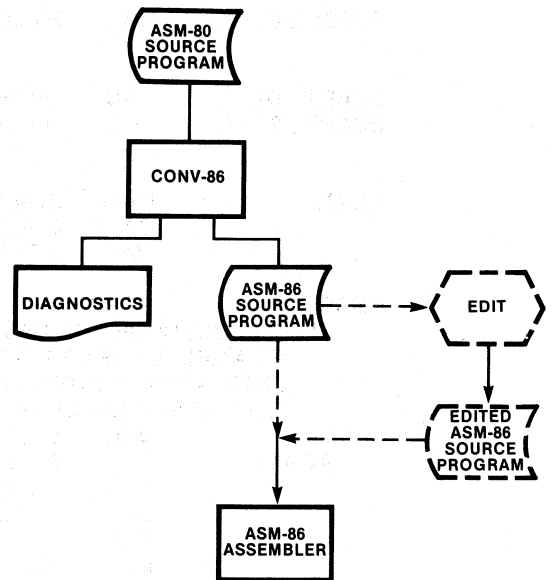 ASM-80
SOURCE
PROGRAM
CONV-86
DIAGNOSTICS
ASM-86
SOURCE
PROGRAM
EDIT
EDITED
ASM-86
SOURCE
PROGRAM
ASM-86
ASSEMBLER